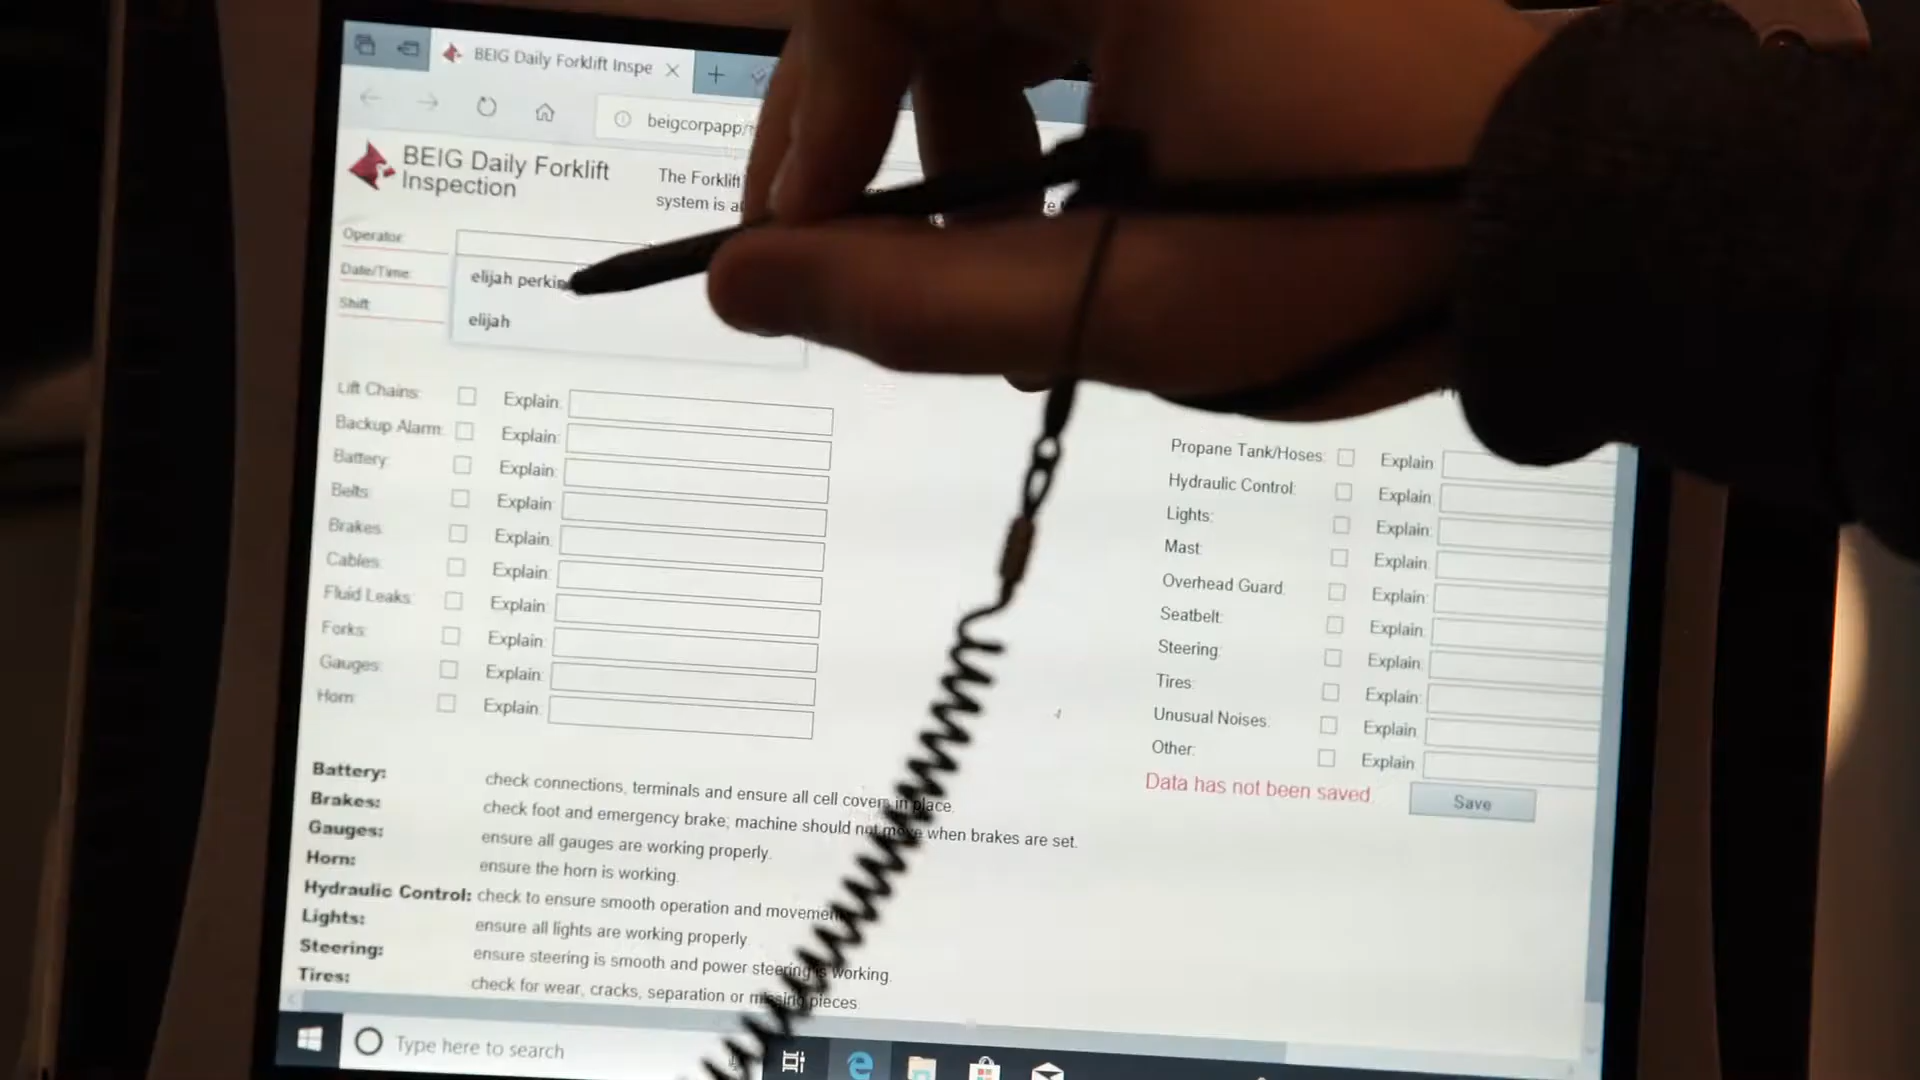 BEIG Daily Forklift Inspe
beigcorpapp/
BEIG Daily Forklift
Inspection
The Forklift
system is
Operator:
Date/Time:
Shift:
elijah
elijah
Lift Chains: Explain:
Backup Alarm: Explain:
Battery: Explain:
Belts: Explain:
Brakes: Explain:
Cables: Explain:
Fluid Leaks: Explain:
Forks: Explain:
Gauges: Explain:
Horn: Explain:
Propane Tank/Hoses: Explain:
Hydraulic Control: Explain:
Lights: Explain:
Mast: Explain:
Overhead Guard: Explain:
Seatbelt: Explain:
Steering: Explain:
Tires: Explain:
Unusual Noises: Explain:
Other: Explain:
Data has not been saved. Save
Battery: check connections, terminals and ensure all cell covers in place.
Brakes: check foot and emergency brake; machine should not move when brakes are set.
Gauges: ensure all gauges are working properly.
Horn: ensure the horn is working.
Hydraulic Control: check to ensure smooth operation and movement
Lights: ensure all lights are working properly.
Steering: ensure steering is smooth and power steering is working.
Tires: check for wear, cracks, separation or missing pieces.
Type here to search